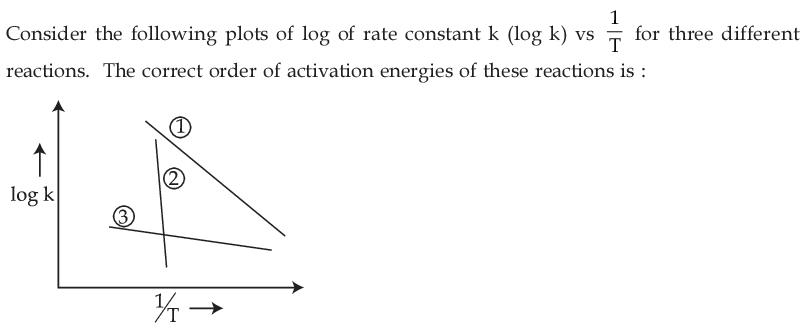 Consider the following plots of log of rate constant k (log k) vs 1/T for three different
reactions. The correct order of activation energies of these reactions is :
①
②
log k
③
1/T